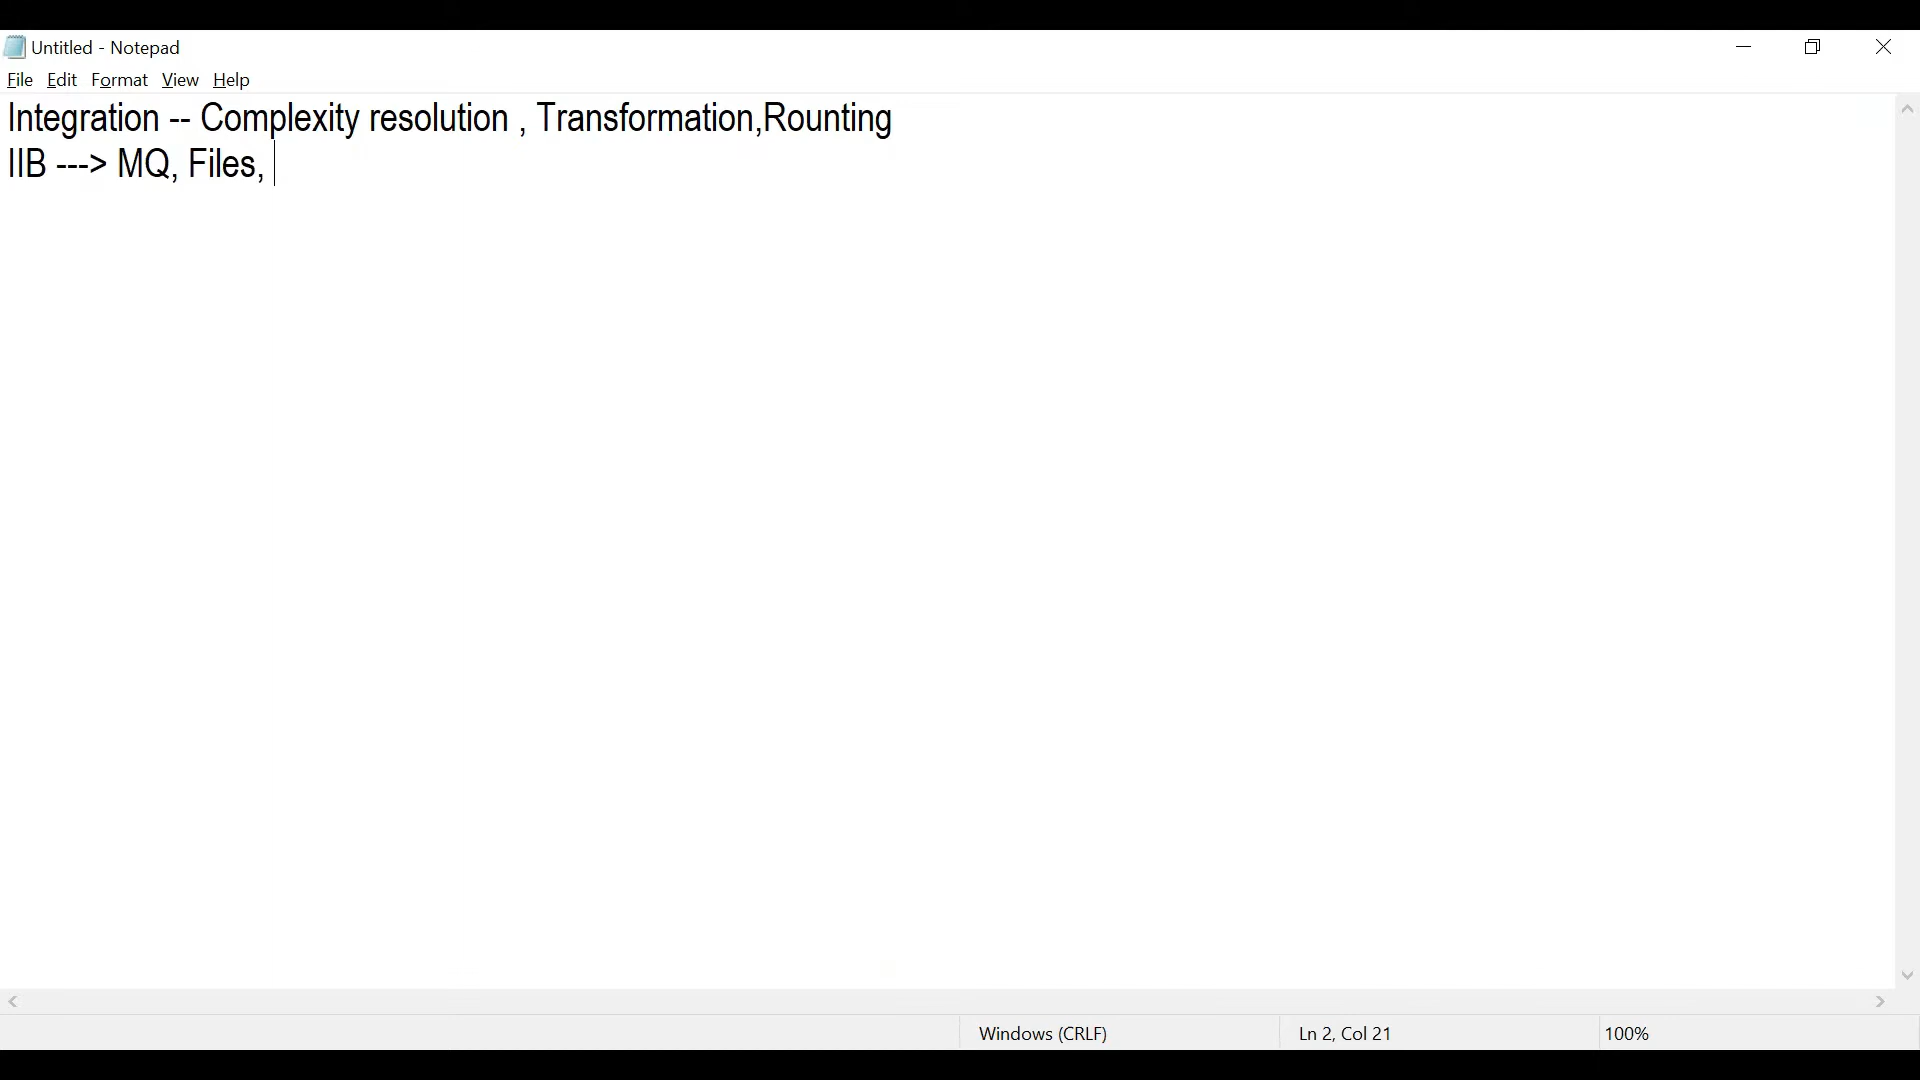 Untitled - Notepad
File Edit Format View Help
Integration -- Complexity resolution , Transformation,Rounting
IIB ---> MQ, Files,
Windows (CRLF) Ln 2, Col 21 100%